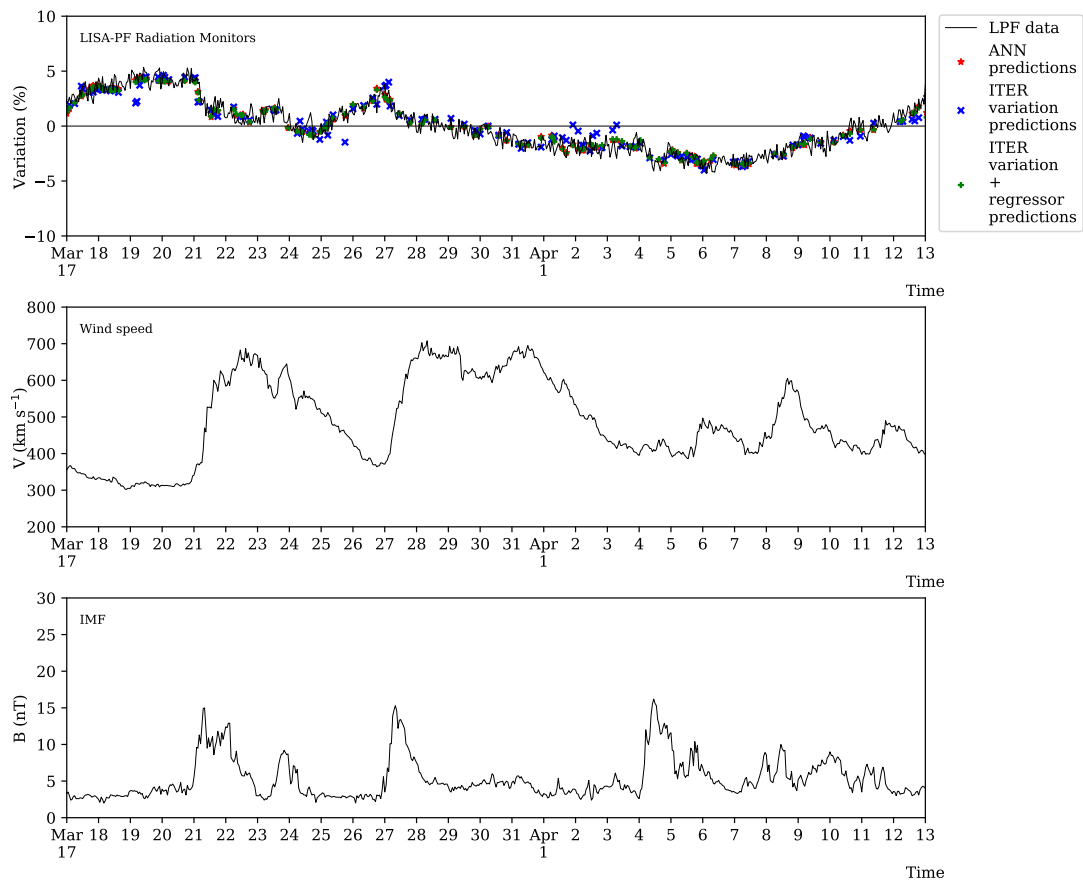 10
5
0
−5
−10
Variation (%)
LISA-PF Radiation Monitors
Mar 18 19 20 21 22 23 24 25 26 27 28 29 30 31 Apr 2 3 4 5 6 7 8 9 10 11 12 13
17 1
Time
LPF data
ANN
predictions
ITER
variation
predictions
ITER
variation
+
regressor
predictions
800
700
600
500
400
300
200
V (km s⁻¹)
Wind speed
Mar 18 19 20 21 22 23 24 25 26 27 28 29 30 31 Apr 2 3 4 5 6 7 8 9 10 11 12 13
17 1
Time
30
25
20
15
10
5
0
B (nT)
IMF
Mar 18 19 20 21 22 23 24 25 26 27 28 29 30 31 Apr 2 3 4 5 6 7 8 9 10 11 12 13
17 1
Time